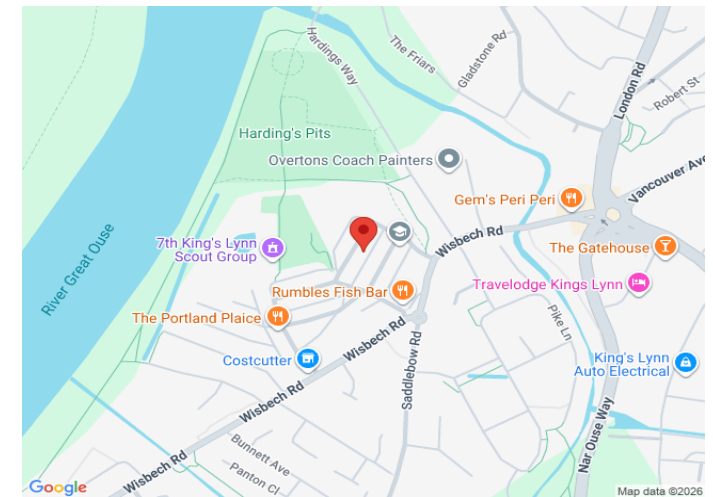 Hardings Way
The Friars
Gladstone Rd
London Rd
Robert St
Harding's Pits
Overtons Coach Painters
Vancouver Ave
Gem's Peri Peri
Wisbech Rd
7th King's Lynn
Scout Group
The Gatehouse
River Great Ouse
Rumbles Fish Bar
Travelodge Kings Lynn
The Portland Plaice
Pike Ln
Wisbech Rd
Saddlebow Rd
Costcutter
King's Lynn
Auto Electrical
Wisbech Rd
Nar Ouse Way
Bunnett Ave
Panton Cl
Wisbech Rd
Google
Map data ©2026